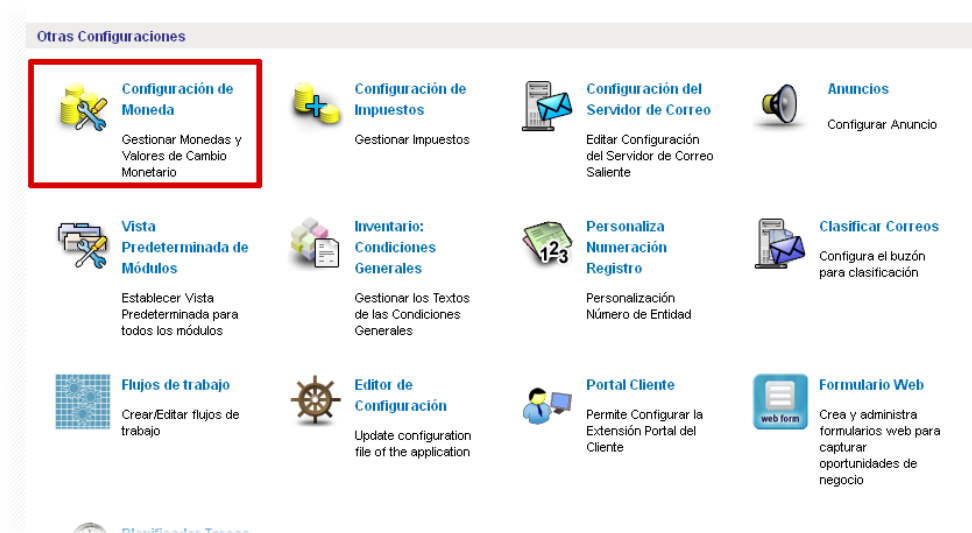 Otras Configuraciones
Configuración de
Moneda
Gestionar Monedas y
Valores de Cambio
Monetario
Configuración de
Impuestos
Gestionar Impuestos
Configuración del
Servidor de Correo
Editar Configuración
del Servidor de Correo
Saliente
Anuncios
Configurar Anuncio
Vista
Predeterminada de
Módulos
Establecer Vista
Predeterminada para
todos los módulos
Inventario:
Condiciones
Generales
Gestionar los Textos
de las Condiciones
Generales
123
Personaliza
Numeración
Registro
Personalización
Número de Entidad
Clasificar Correos
Configura el buzón
para clasificación
Flujos de trabajo
Crear/Editar flujos de
trabajo
Editor de
Configuración
Update configuration
file of the application
Portal Cliente
Permite Configurar la
Extensión Portal del
Cliente
web form
Formulario Web
Crea y administra
formularios web para
capturar
oportunidades de
negocio